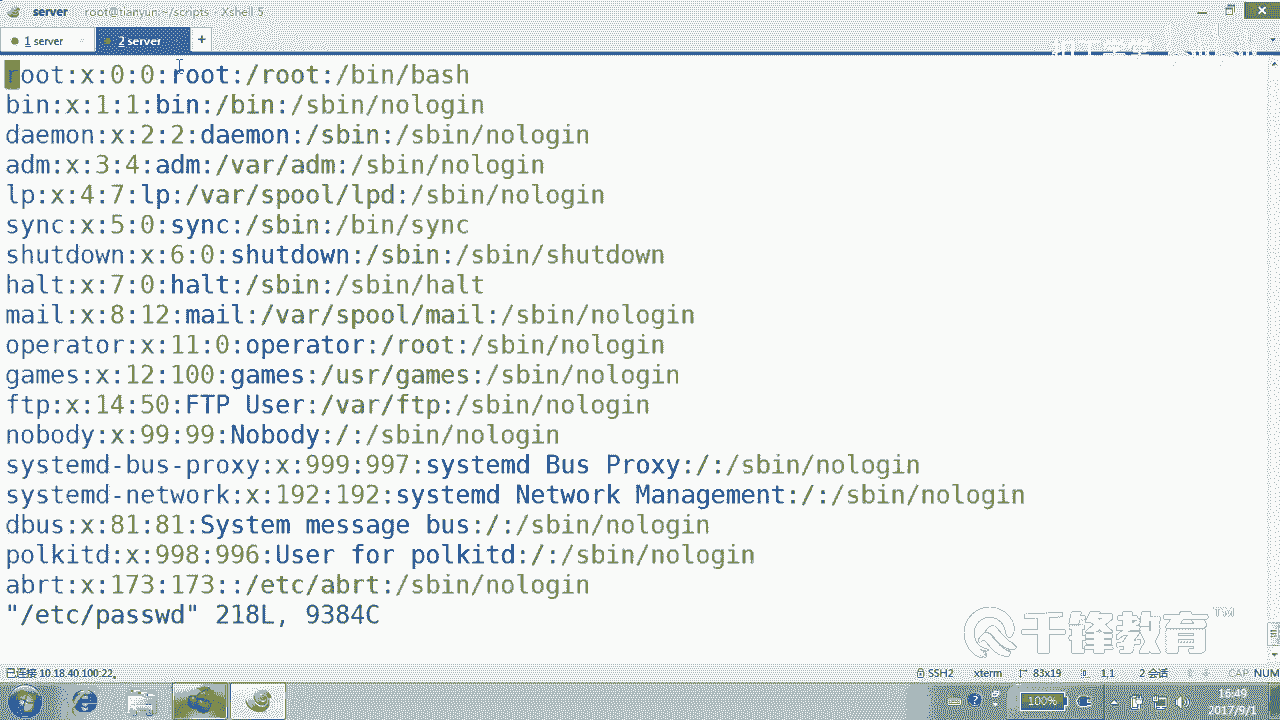 server root@tianyun:~/scripts - Xshell 5
1 server 2 server +
root:x:0:0:root:/root:/bin/bash
bin:x:1:1:bin:/bin:/sbin/nologin
daemon:x:2:2:daemon:/sbin:/sbin/nologin
adm:x:3:4:adm:/var/adm:/sbin/nologin
lp:x:4:7:lp:/var/spool/lpd:/sbin/nologin
sync:x:5:0:sync:/sbin:/bin/sync
shutdown:x:6:0:shutdown:/sbin:/sbin/shutdown
halt:x:7:0:halt:/sbin:/sbin/halt
mail:x:8:12:mail:/var/spool/mail:/sbin/nologin
operator:x:11:0:operator:/root:/sbin/nologin
games:x:12:100:games:/usr/games:/sbin/nologin
ftp:x:14:50:FTP User:/var/ftp:/sbin/nologin
nobody:x:99:99:Nobody:/:/sbin/nologin
systemd-bus-proxy:x:999:997:systemd Bus Proxy:/:/sbin/nologin
systemd-network:x:192:192:systemd Network Management:/:/sbin/nologin
dbus:x:81:81:System message bus:/:/sbin/nologin
polkitd:x:998:996:User for polkitd:/:/sbin/nologin
abrt:x:173:173::/etc/abrt:/sbin/nologin
"/etc/passwd" 218L, 9384C
千锋教育™
已连接 10.18.40.100:22。 SSH2 xterm 83x19 1,1 2 会话 CAP NUM
100% 16:49
2017/9/1